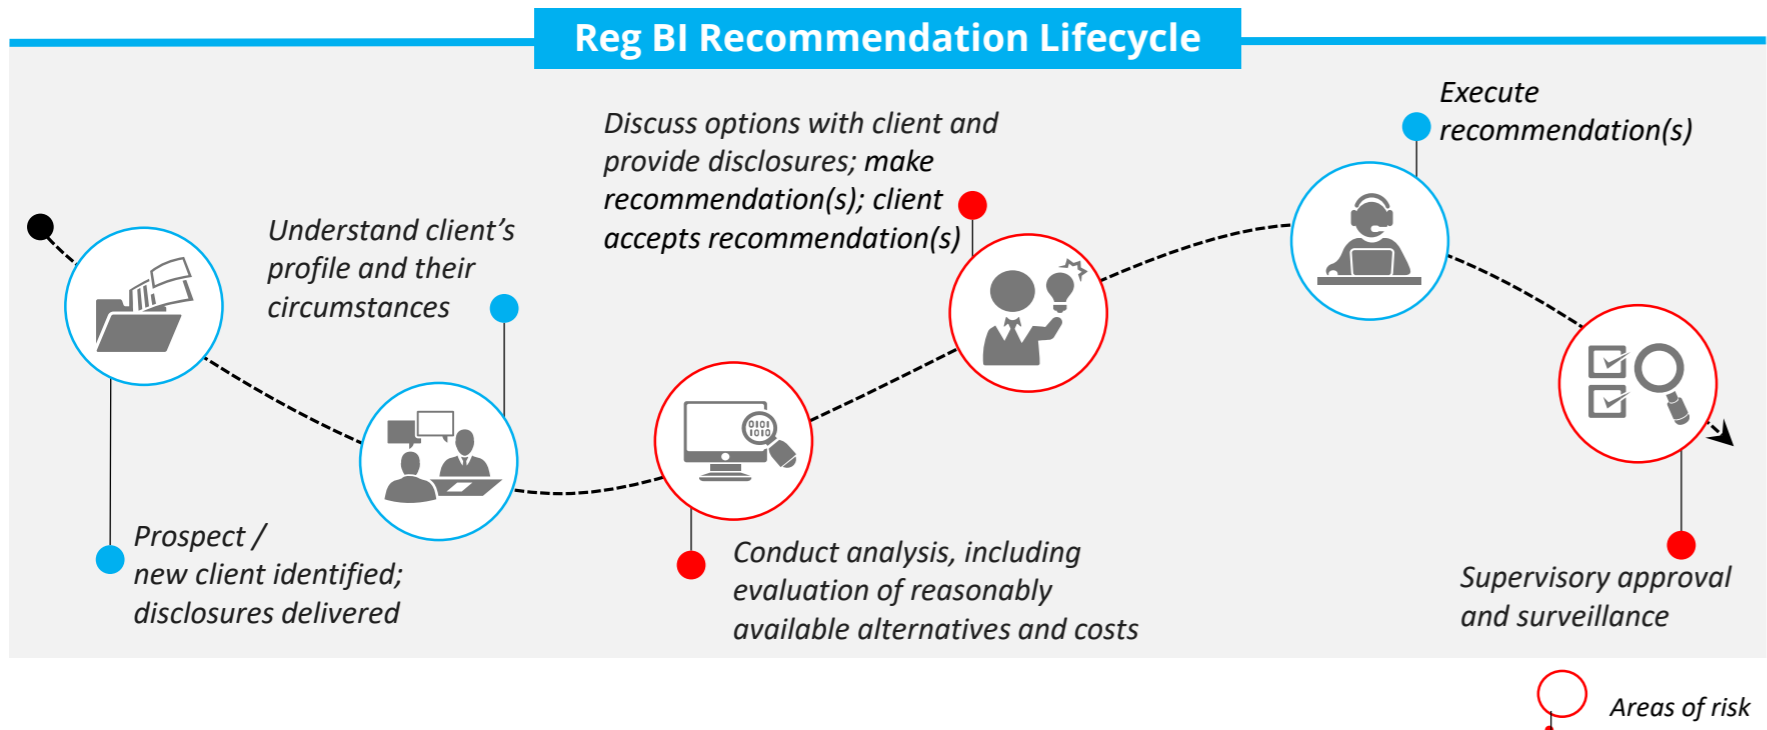 Reg BI Recommendation Lifecycle
Prospect /
new client identified;
disclosures delivered
Understand client's
profile and their
circumstances
0101
1010
Conduct analysis, including
evaluation of reasonably
available alternatives and costs
Discuss options with client and
provide disclosures; make
recommendation(s); client
accepts recommendation(s)
Execute
recommendation(s)
Supervisory approval
and surveillance
Areas of risk